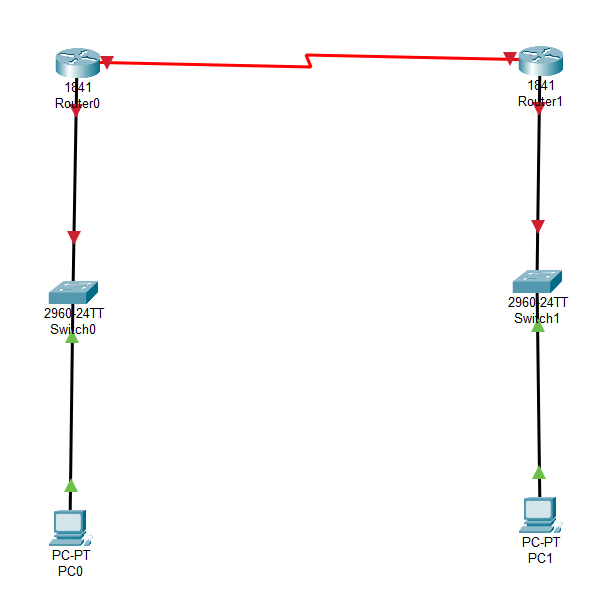 1841
Router0
1841
Router1
2960-24TT
Switch0
2960-24TT
Switch1
PC-PT
PC0
PC-PT
PC1